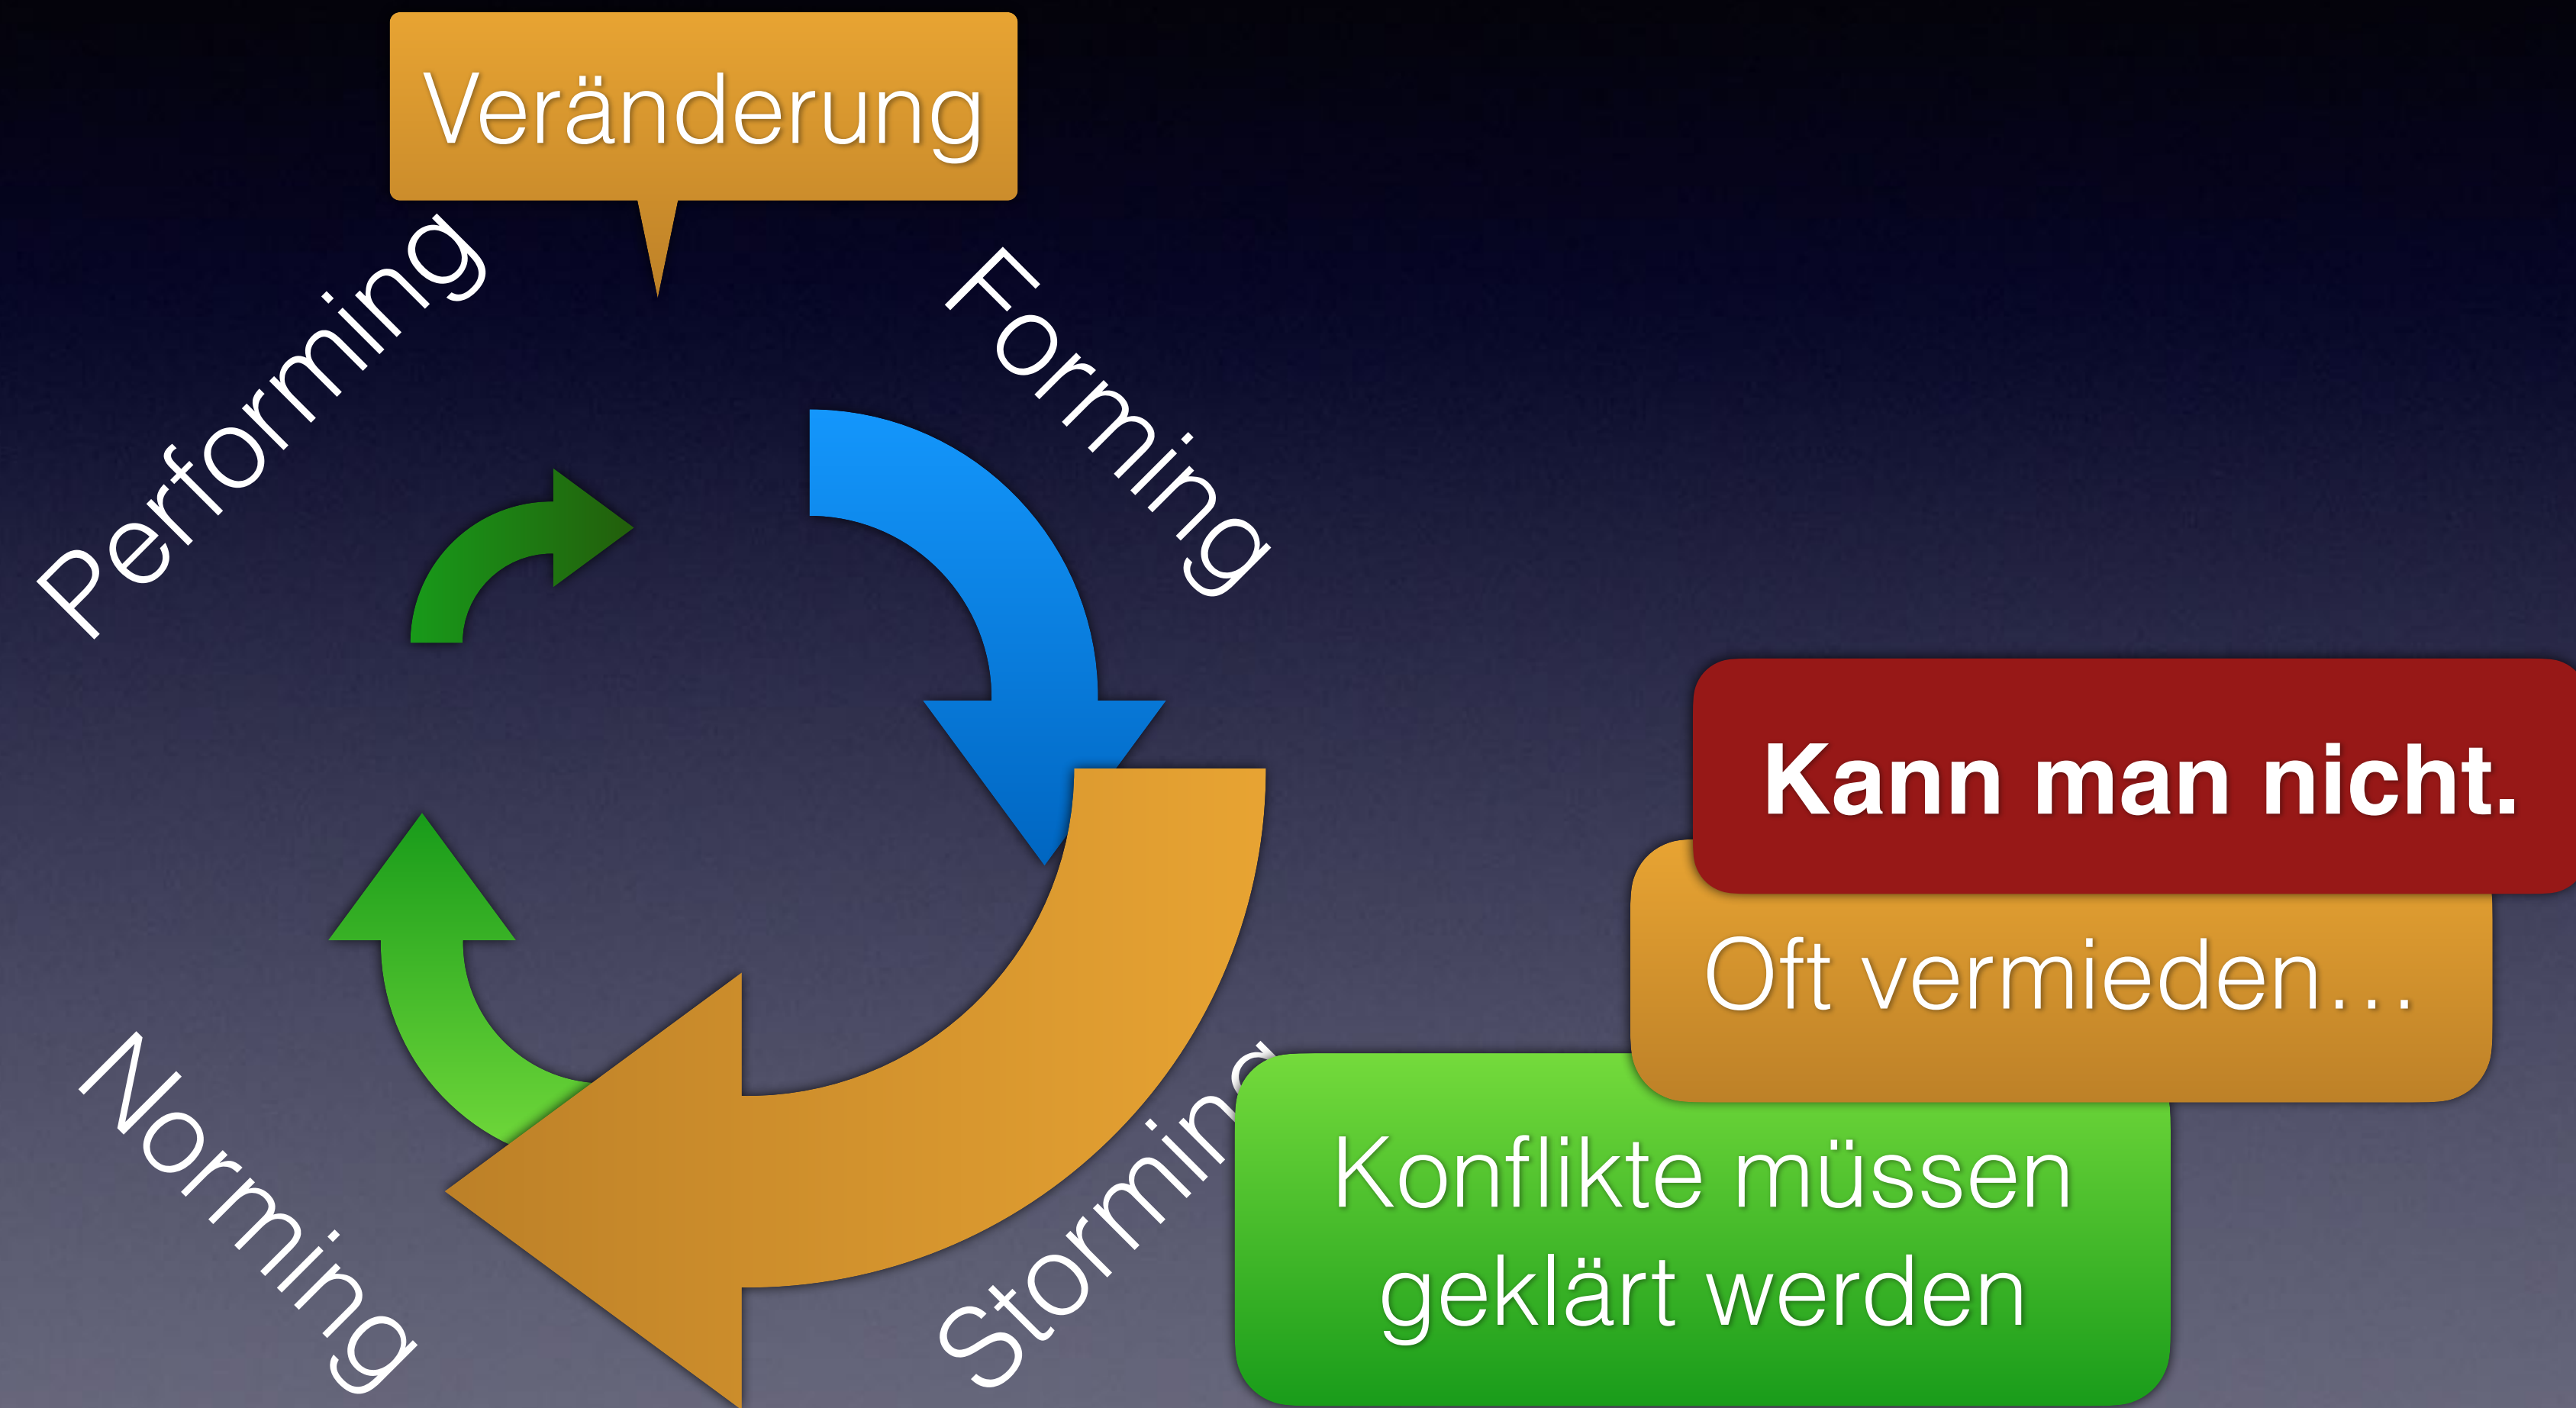 Veränderung
Performing
Forming
Kann man nicht.
Oft vermieden...
Konflikte müssen
geklärt werden
Norming
Storming